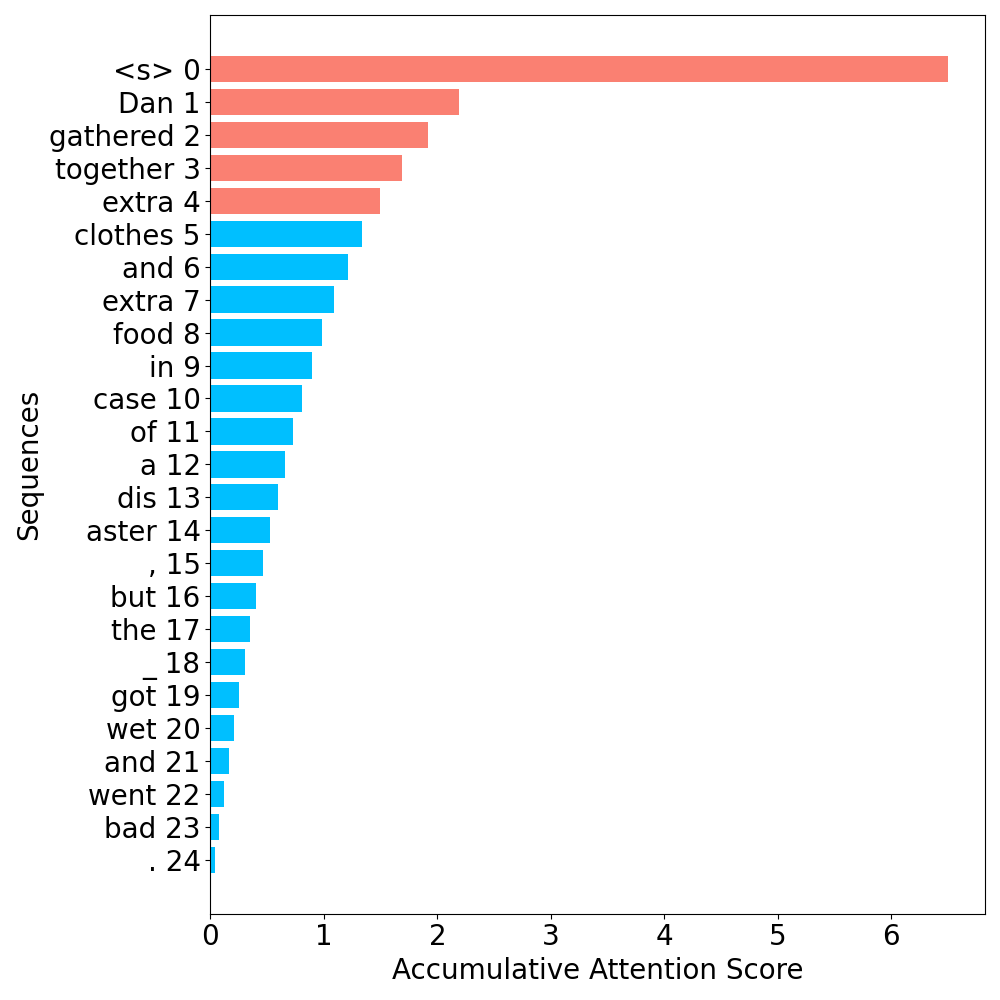 <s> 0
Dan 1
gathered 2
together 3
extra 4
clothes 5
and 6
extra 7
food 8
in 9
case 10
of 11
a 12
dis 13
aster 14
, 15
but 16
the 17
_ 18
got 19
wet 20
and 21
went 22
bad 23
. 24
Sequences
0 1 2 3 4 5 6
Accumulative Attention Score